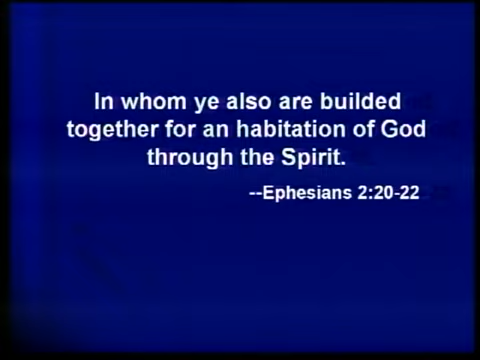 In whom ye also are builded
together for an habitation of God
through the Spirit.
--Ephesians 2:20-22